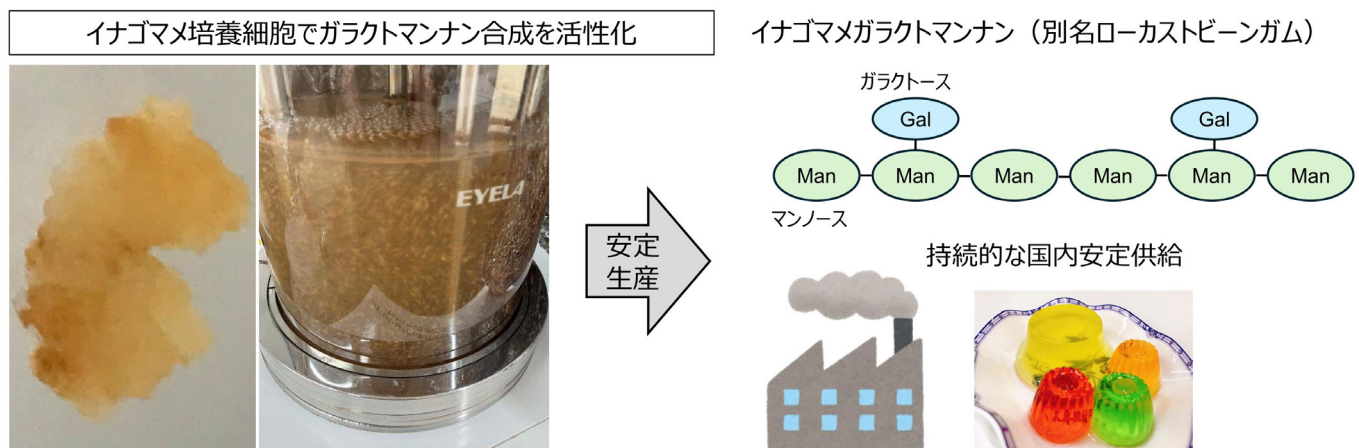 イナゴマメ培養細胞でガラクトマンナン合成を活性化
イナゴマメガラクトマンナン（別名ローカストビーンガム）
ガラクトース
Gal
Gal
Man
Man
Man
Man
Man
Man
マンノース
EYELA
安定
生産
持続的な国内安定供給